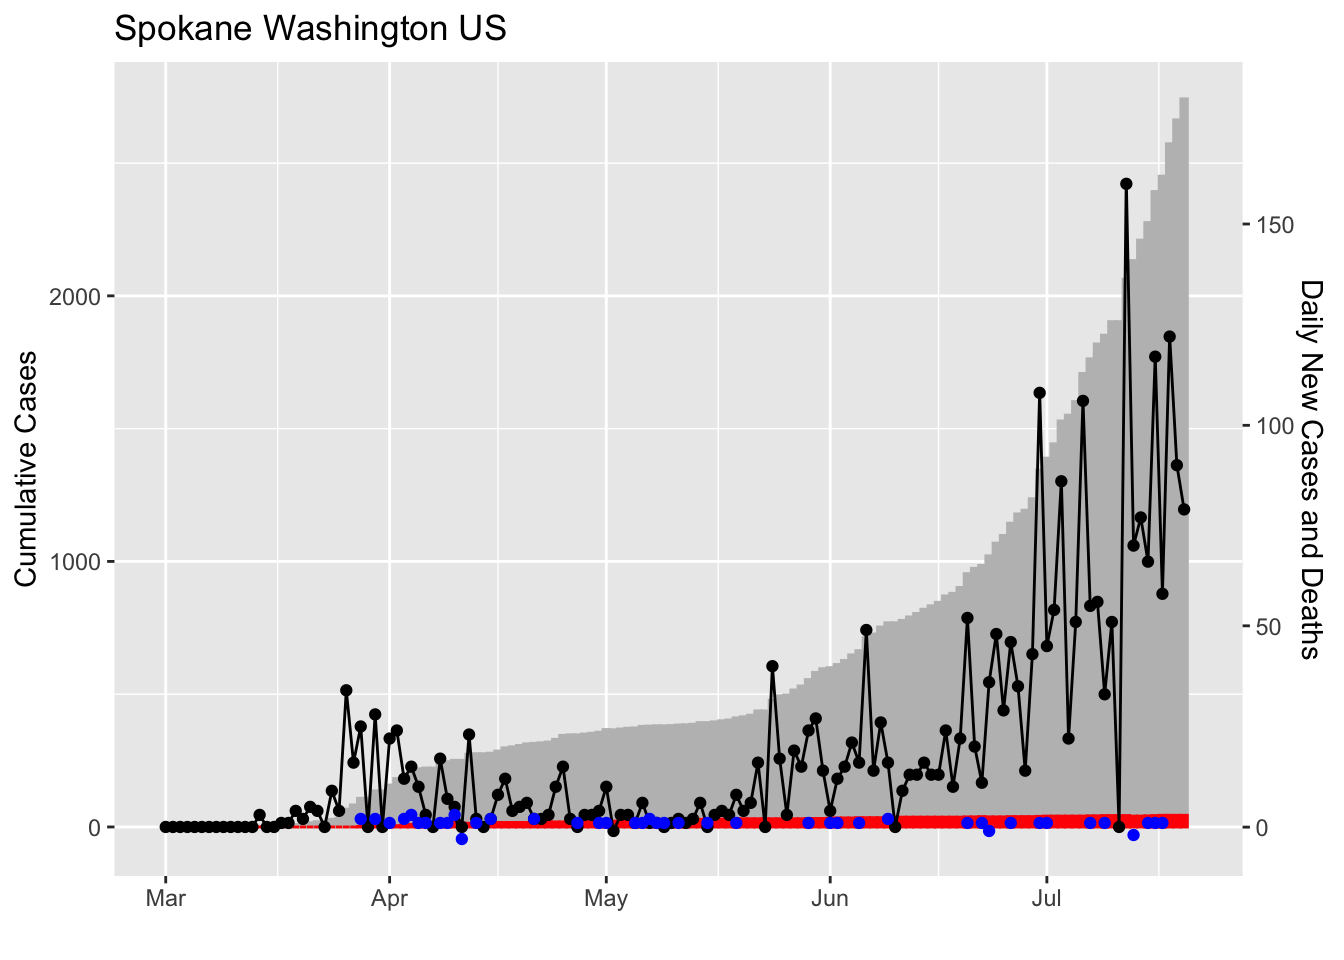 Spokane Washington US
Cumulative Cases
2000
1000
0
150
100
50
0
Daily New Cases and Deaths
Mar
Apr
May
Jun
Jul